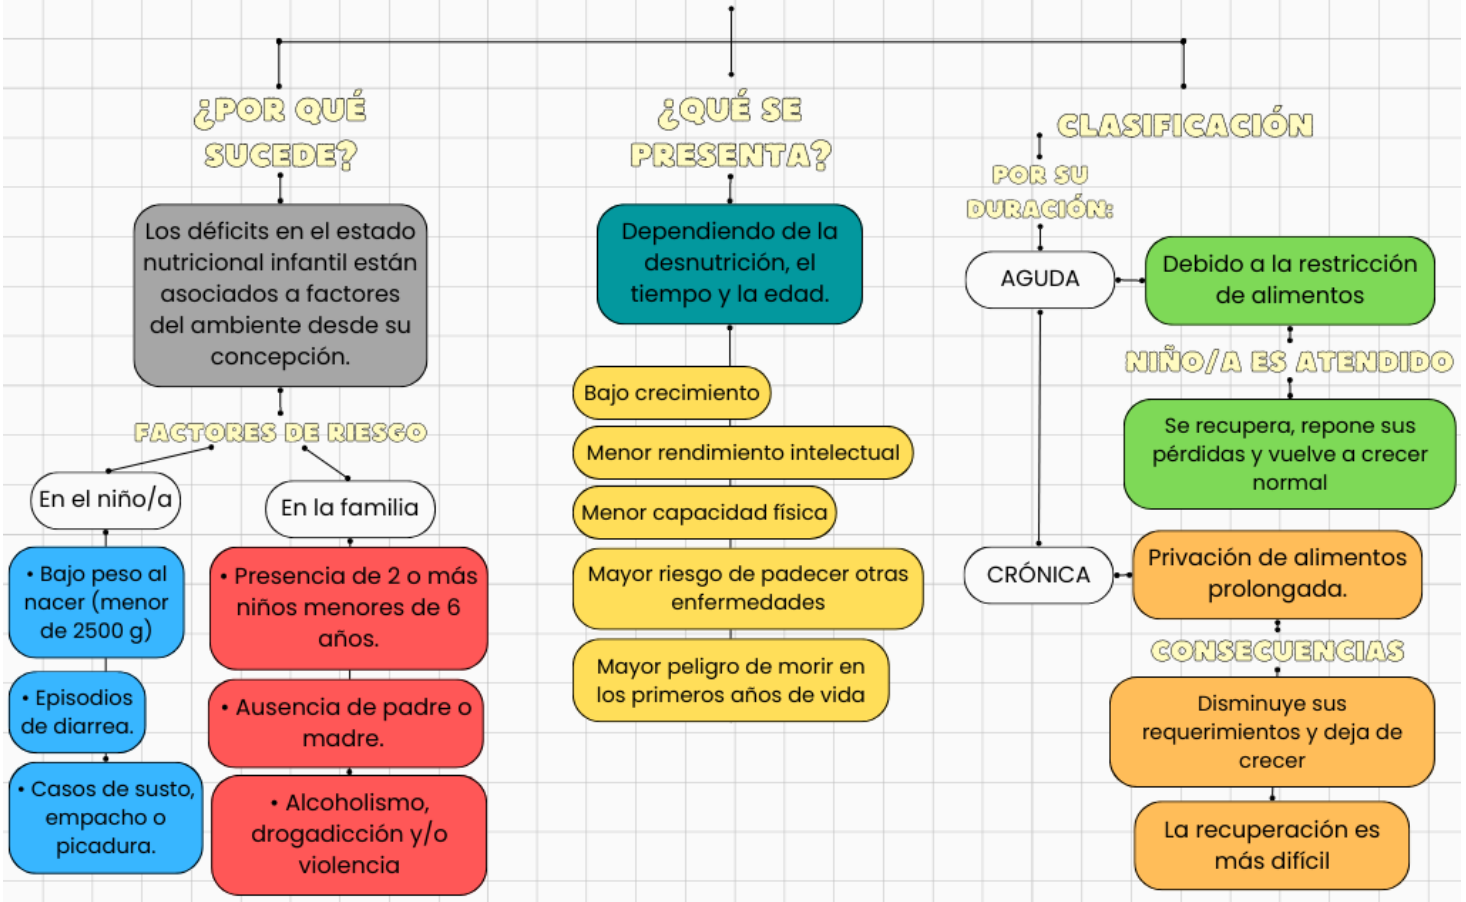 ¿POR QUÉ
SUCEDE?
Los déficits en el estado
nutricional infantil están
asociados a factores
del ambiente desde su
concepción.
FACTORES DE RIESGO
En el niño/a
• Bajo peso al
nacer (menor
de 2500 g)
• Episodios
de diarrea.
• Casos de susto,
empacho o
picadura.
En la familia
• Presencia de 2 o más
niños menores de 6
años.
• Ausencia de padre o
madre.
• Alcoholismo,
drogadicción y/o
violencia
¿QUÉ SE
PRESENTA?
Dependiendo de la
desnutrición, el
tiempo y la edad.
Bajo crecimiento
Menor rendimiento intelectual
Menor capacidad física
Mayor riesgo de padecer otras
enfermedades
Mayor peligro de morir en
los primeros años de vida
CLASIFICACIÓN
POR SU
DURACIÓN:
AGUDA
Debido a la restricción
de alimentos
NIÑO/A ES ATENDIDO
Se recupera, repone sus
pérdidas y vuelve a crecer
normal
CRÓNICA
Privación de alimentos
prolongada.
CONSECUENCIAS
Disminuye sus
requerimientos y deja de
crecer
La recuperación es
más difícil